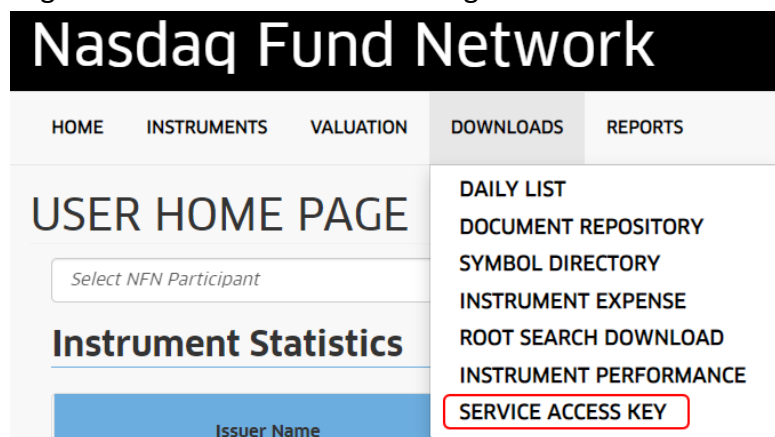 Nasdaq Fund Network
HOME INSTRUMENTS VALUATION DOWNLOADS REPORTS
USER HOME PAGE
Select NFN Participant
Instrument Statistics
Issuer Name
DAILY LIST
DOCUMENT REPOSITORY
SYMBOL DIRECTORY
INSTRUMENT EXPENSE
ROOT SEARCH DOWNLOAD
INSTRUMENT PERFORMANCE
SERVICE ACCESS KEY